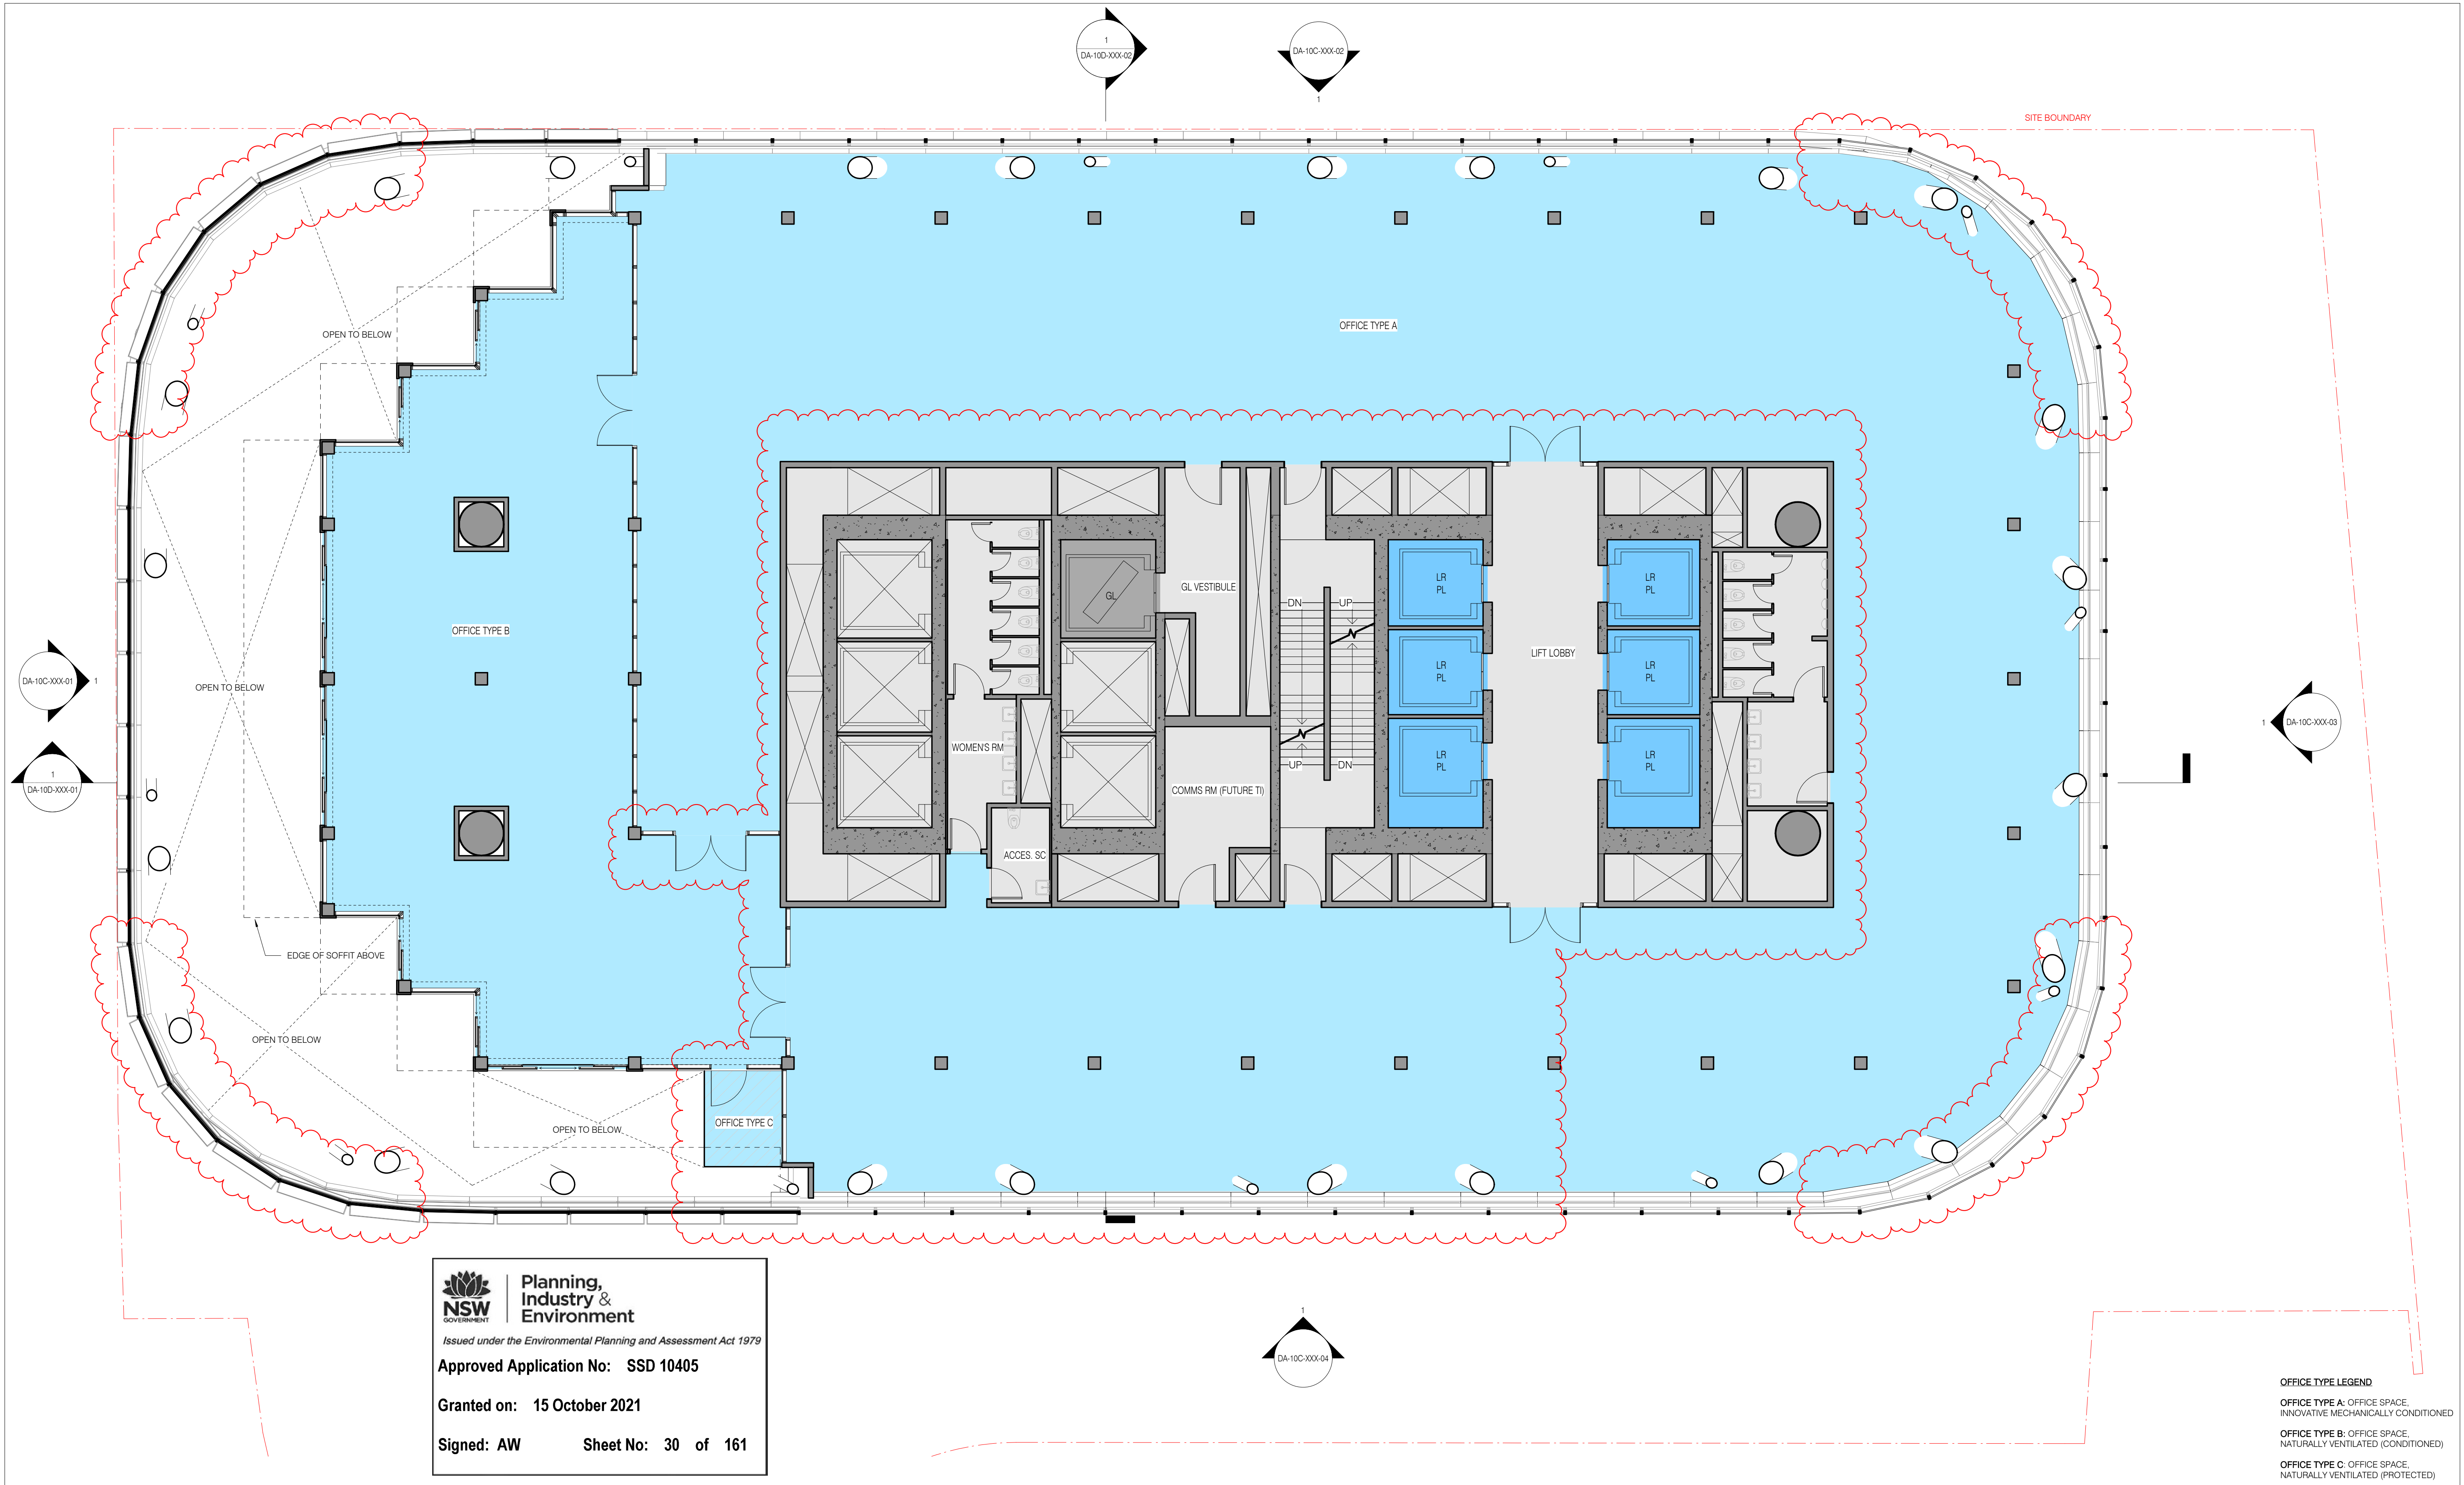 1
DA-10D-XXX-02
DA-10C-XXX-02
1
SITE BOUNDARY
OPEN TO BELOW
OFFICE TYPE A
GL
GL VESTIBULE
LR
PL
LR
PL
DN
UP
OFFICE TYPE B
LIFT LOBBY
LR
PL
LR
PL
DA-10C-XXX-01
1
OPEN TO BELOW
1
DA-10C-XXX-03
WOMEN'S RM
LR
PL
LR
PL
UP
DN
1
DA-10D-XXX-01
COMMS RM (FUTURE TI)
ACCES. SC
EDGE OF SOFFIT ABOVE
OPEN TO BELOW
OFFICE TYPE C
OPEN TO BELOW
NSW
GOVERNMENT
Planning,
Industry &
Environment
Issued under the Environmental Planning and Assessment Act 1979
Approved Application No: SSD 10405
Granted on: 15 October 2021
Signed: AW Sheet No: 30 of 161
1
DA-10C-XXX-04
OFFICE TYPE LEGEND
OFFICE TYPE A: OFFICE SPACE,
INNOVATIVE MECHANICALLY CONDITIONED
OFFICE TYPE B: OFFICE SPACE,
NATURALLY VENTILATED (CONDITIONED)
OFFICE TYPE C: OFFICE SPACE,
NATURALLY VENTILATED (PROTECTED)